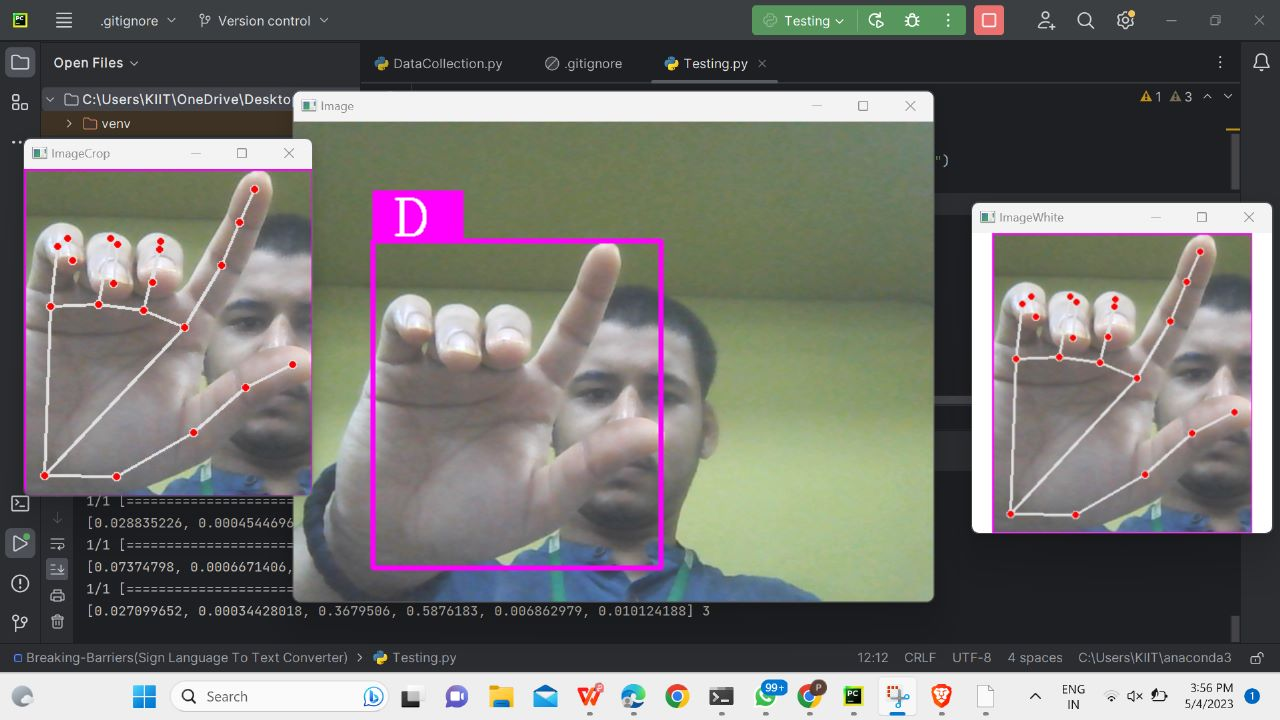 .gitignore
Version control
Testing
Open Files
DataCollection.py
.gitignore
Testing.py
C:\Users\KIIT\OneDrive\Deskto
1
3
venv
Image
ImageCrop
ImageWhite
")
D
1/1 [====================
[0.028835226, 0.0004544696
1/1 [====================
[0.07374798, 0.0006671406,
1/1 [====================
[0.027099652, 0.00034428018, 0.3679506, 0.5876183, 0.006862979, 0.010124188] 3
Breaking-Barriers(Sign Language To Text Converter) > Testing.py
12:12 CRLF UTF-8 4 spaces C:\Users\KIIT\anaconda3
Search
99+
P
ENG
IN
3:56 PM
5/4/2023
1